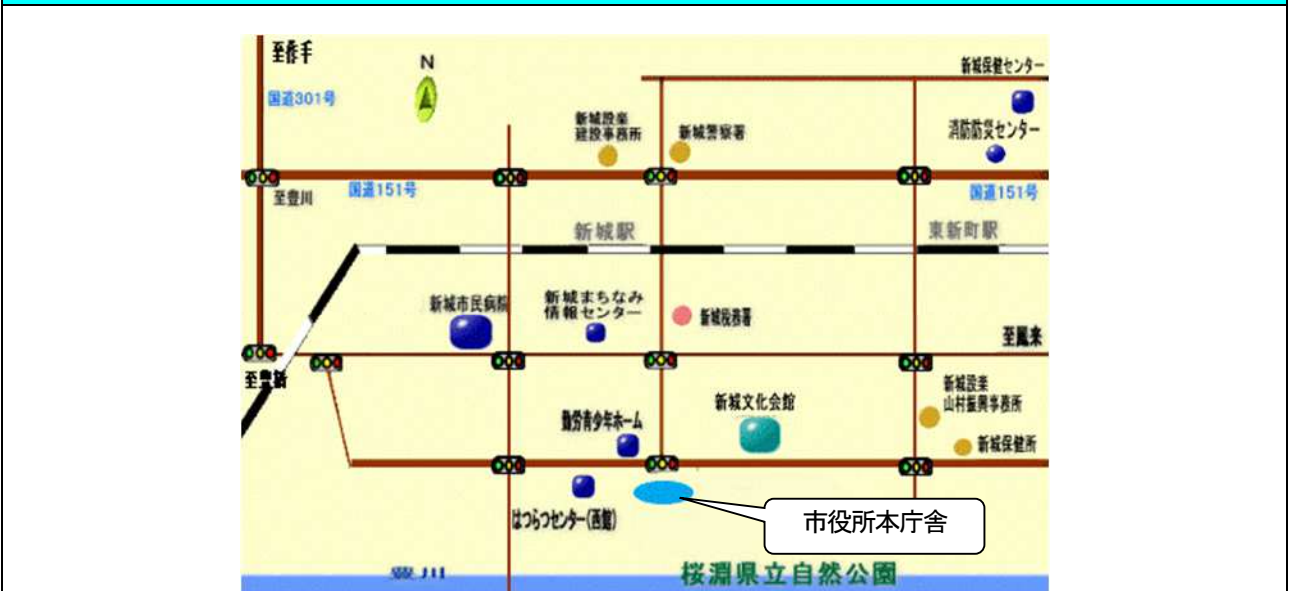 至作手
N
新城保健センター
国道301号
新城設楽
建設事務所
新城警察署
消防防災センター
至豊川
国道151号
国道151号
新城駅
東新町駅
新城市民病院
新城まちなみ
情報センター
新城税務署
至鳳来
至豊橋
新城設楽
山村振興事務所
新城文化会館
勤労青少年ホーム
新城保健所
はつらつセンター(西館)
市役所本庁舎
豊川
桜淵県立自然公園